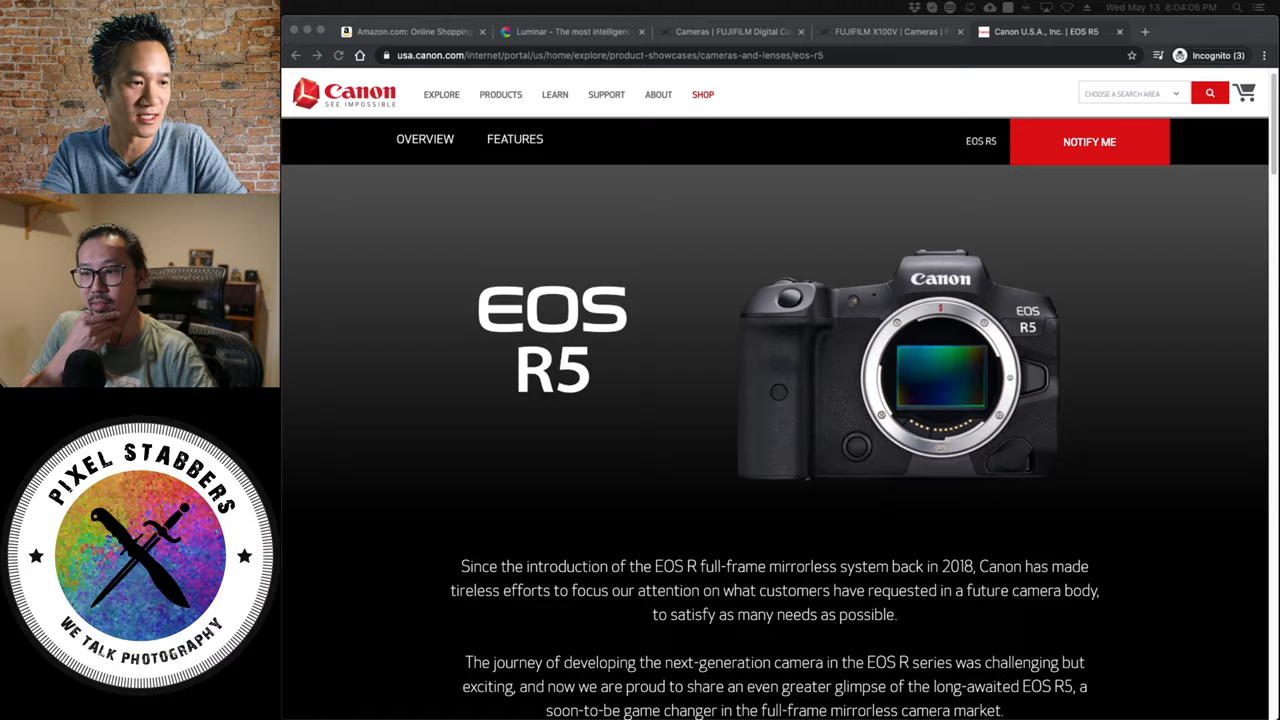 Wed May 13 8:04:06 PM
Amazon.com: Online Shopping
Luminar - The most intelligent
Cameras | FUJIFILM Digital Ca
FUJIFILM X100V | Cameras | F
Canon U.S.A., Inc. | EOS R5
usa.canon.com/internet/portal/us/home/explore/product-showcases/cameras-and-lenses/eos-r5
Incognito (3)
Canon
SEE IMPOSSIBLE
EXPLORE PRODUCTS LEARN SUPPORT ABOUT SHOP
CHOOSE A SEARCH AREA
OVERVIEW FEATURES
EOS R5
NOTIFY ME
EOS
R5
Canon
EOS
R5
Since the introduction of the EOS R full-frame mirrorless system back in 2018, Canon has made
tireless efforts to focus our attention on what customers have requested in a future camera body,
to satisfy as many needs as possible.
The journey of developing the next-generation camera in the EOS R series was challenging but
exciting, and now we are proud to share an even greater glimpse of the long-awaited EOS R5, a
soon-to-be game changer in the full-frame mirrorless camera market.
PIXEL STABBERS
WE TALK PHOTOGRAPHY